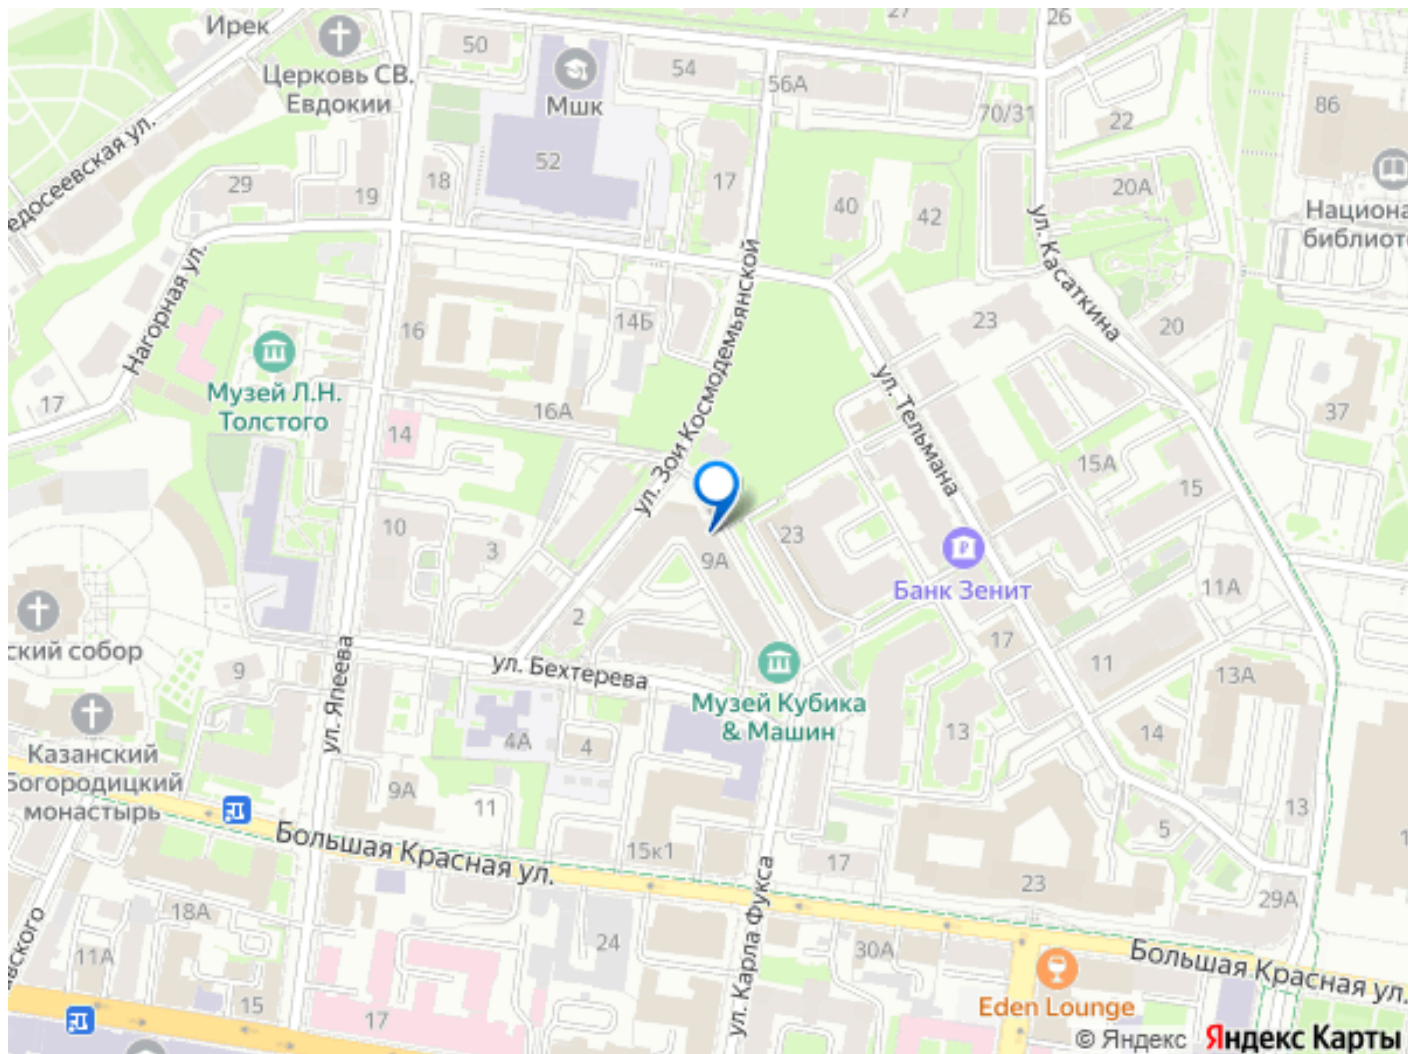 Ирек
50
Церковь СВ.
Евдокии
Мшк
54
56А
27
26
70/31
22
86
52
едосеевская ул.
29
19
18
17
40
42
20А
Национа
библиот
Нагорная ул.
ул. Зои Космодемьянской
ул. Касаткина
16
14Б
23
20
Музей Л.Н.
Толстого
17
16А
14
ул. Тельмана
37
15А
15
10
3
9А
23
Банк Зенит
11А
ский собор
2
17
11
13А
9
ул. Япеева
ул. Бехтерева
Музей Кубика
& Машин
Казанский
Богородицкий
монастырь
4А
4
13
14
9А
11
5
13
Большая Красная ул.
15к1
17
23
29А
18А
11А
24
ул. Карла Фукса
30А
Большая Красная ул.
15
17
Eden Lounge
© Яндекс Яндекс Карты